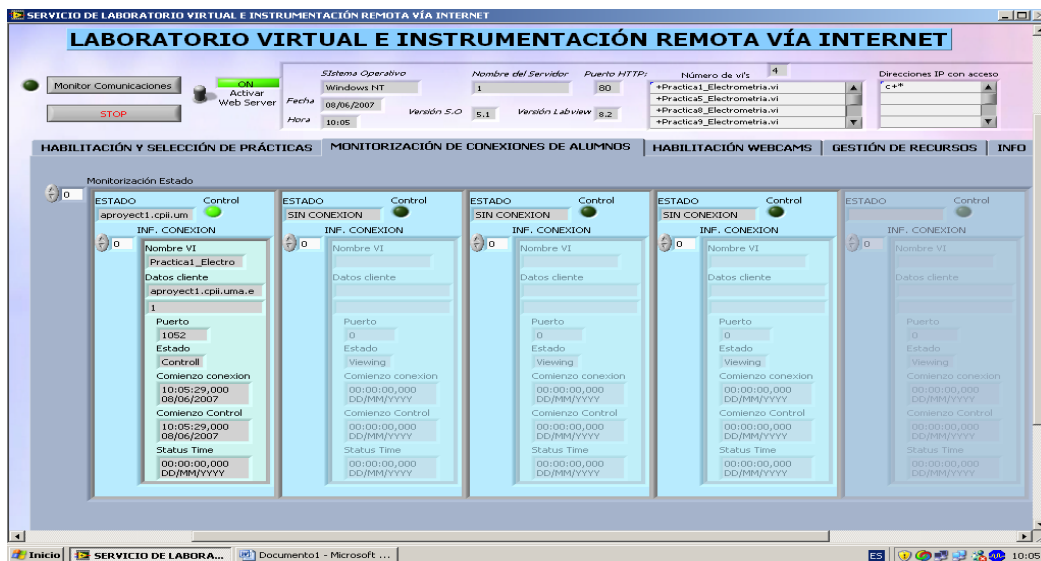 SERVICIO DE LABORATORIO VIRTUAL E INSTRUMENTACIÓN REMOTA VÍA INTERNET
LABORATORIO VIRTUAL E INSTRUMENTACIÓN REMOTA VÍA INTERNET
Monitor Comunicaciones
STOP
ON
Activar
Web Server
Sistema Operativo
Windows NT
Fecha
08/06/2007
Hora
10:05
Versión S.O
5.1
Nombre del Servidor
1
Puerto HTTP:
80
Versión Labview
8.2
Número de vi's
4
+Practica1_Electrometria.vi
+Practica5_Electrometria.vi
+Practica8_Electrometria.vi
+Practica9_Electrometria.vi
Direcciones IP con acceso
c+*
HABILITACIÓN Y SELECCIÓN DE PRÁCTICAS
MONITORIZACIÓN DE CONEXIONES DE ALUMNOS
HABILITACIÓN WEBCAMS
GESTIÓN DE RECURSOS
INFO
Monitorización Estado
0
ESTADO
Control
aproyect1.cpii.um
INF. CONEXION
0
Nombre VI
Practica1_Electro
Datos cliente
aproyect1.cpii.uma.e
1
Puerto
1052
Estado
Controll
Comienzo conexion
10:05:29,000
08/06/2007
Comienzo Control
10:05:29,000
08/06/2007
Status Time
00:00:00,000
DD/MM/YYYY
ESTADO
Control
SIN CONEXION
INF. CONEXION
0
Nombre VI
Datos cliente
Puerto
0
Estado
Viewing
Comienzo conexion
00:00:00,000
DD/MM/YYYY
Comienzo Control
00:00:00,000
DD/MM/YYYY
Status Time
00:00:00,000
DD/MM/YYYY
ESTADO
Control
SIN CONEXION
INF. CONEXION
0
Nombre VI
Datos cliente
Puerto
0
Estado
Viewing
Comienzo conexion
00:00:00,000
DD/MM/YYYY
Comienzo Control
00:00:00,000
DD/MM/YYYY
Status Time
00:00:00,000
DD/MM/YYYY
ESTADO
Control
SIN CONEXION
INF. CONEXION
0
Nombre VI
Datos cliente
Puerto
0
Estado
Viewing
Comienzo conexion
00:00:00,000
DD/MM/YYYY
Comienzo Control
00:00:00,000
DD/MM/YYYY
Status Time
00:00:00,000
DD/MM/YYYY
ESTADO
Control
INF. CONEXION
0
Nombre VI
Datos cliente
Puerto
0
Estado
Viewing
Comienzo conexion
00:00:00,000
DD/MM/YYYY
Comienzo Control
00:00:00,000
DD/MM/YYYY
Status Time
00:00:00,000
DD/MM/YYYY
Inicio
SERVICIO DE LABORA...
Documento1 - Microsoft ...
ES
10:05